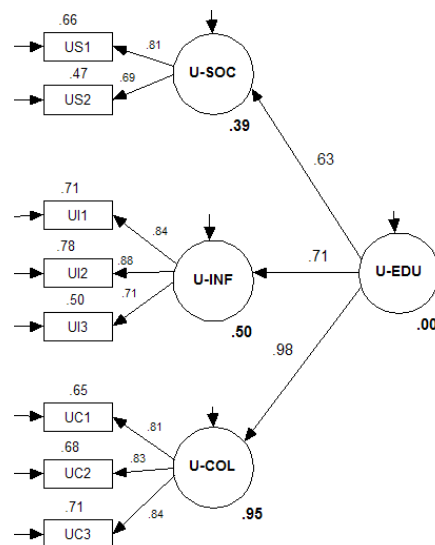 .66
US1
.81
.47
US2
.69
U-SOC
.39
.63
.71
UI1
.84
.78
UI2
.88
.50
UI3
.71
U-INF
.50
.71
U-EDU
.00
.98
.65
UC1
.81
.68
UC2
.83
.71
UC3
.84
U-COL
.95